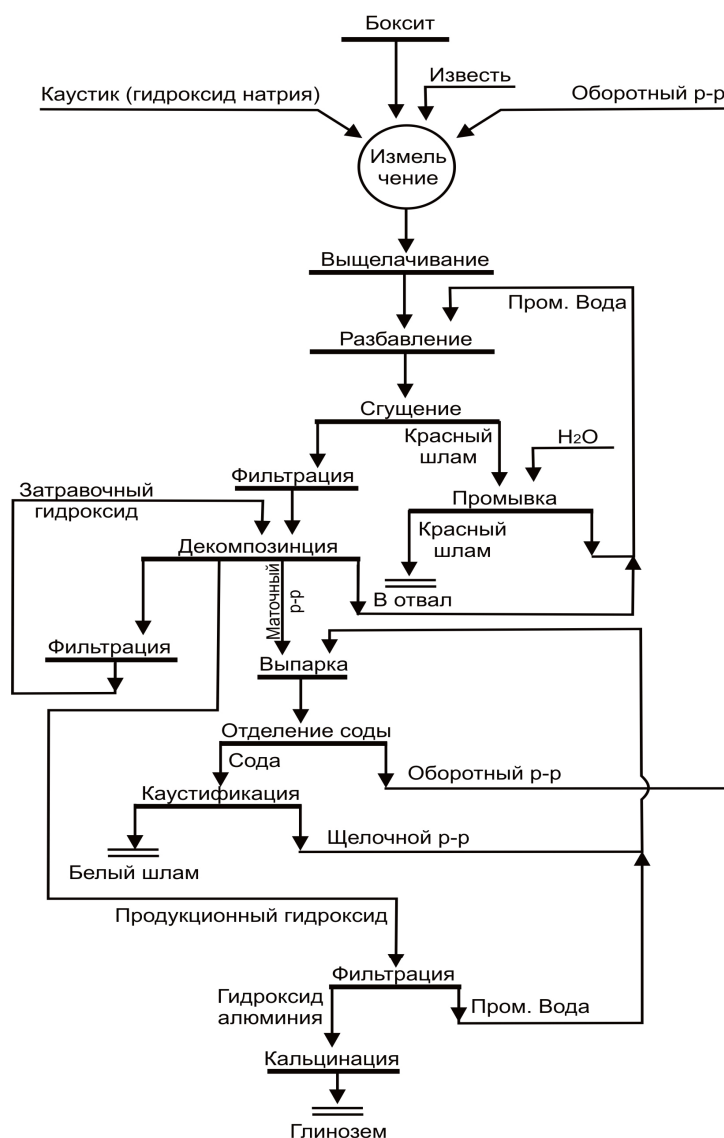 Боксит
Известь
Каустик (гидроксид натрия)
Оборотный р-р
Измель
чение
Выщелачивание
Пром. Вода
Разбавление
Сгущение
Красный
шлам
H₂O
Фильтрация
Затравочный
гидроксид
Промывка
Красный
шлам
Декомпозинция
Маточный
р-р
В отвал
Фильтрация
Выпарка
Отделение соды
Сода
Оборотный р-р
Каустификация
Щелочной р-р
Белый шлам
Продукционный гидроксид
Фильтрация
Гидроксид
алюминия
Пром. Вода
Кальцинация
Глинозем